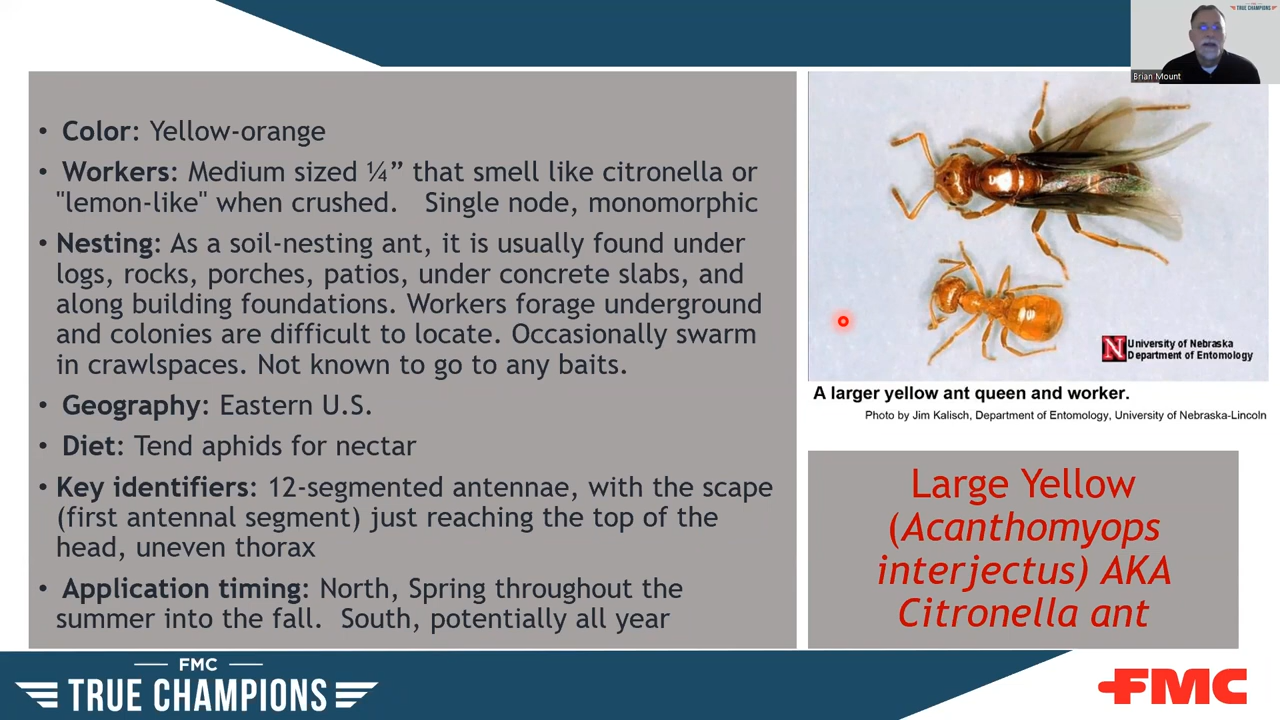 TRUE CHAMPIONS
Brian Mount
• Color: Yellow-orange
• Workers: Medium sized ¼” that smell like citronella or
"lemon-like" when crushed. Single node, monomorphic
• Nesting: As a soil-nesting ant, it is usually found under
logs, rocks, porches, patios, under concrete slabs, and
along building foundations. Workers forage underground
and colonies are difficult to locate. Occasionally swarm
in crawlspaces. Not known to go to any baits.
• Geography: Eastern U.S.
• Diet: Tend aphids for nectar
• Key identifiers: 12-segmented antennae, with the scape
(first antennal segment) just reaching the top of the
head, uneven thorax
• Application timing: North, Spring throughout the
summer into the fall. South, potentially all year
N University of Nebraska
Department of Entomology
A larger yellow ant queen and worker.
Photo by Jim Kalisch, Department of Entomology, University of Nebraska-Lincoln
Large Yellow
(Acanthomyops
interjectus) AKA
Citronella ant
FMC
TRUE CHAMPIONS
FMC